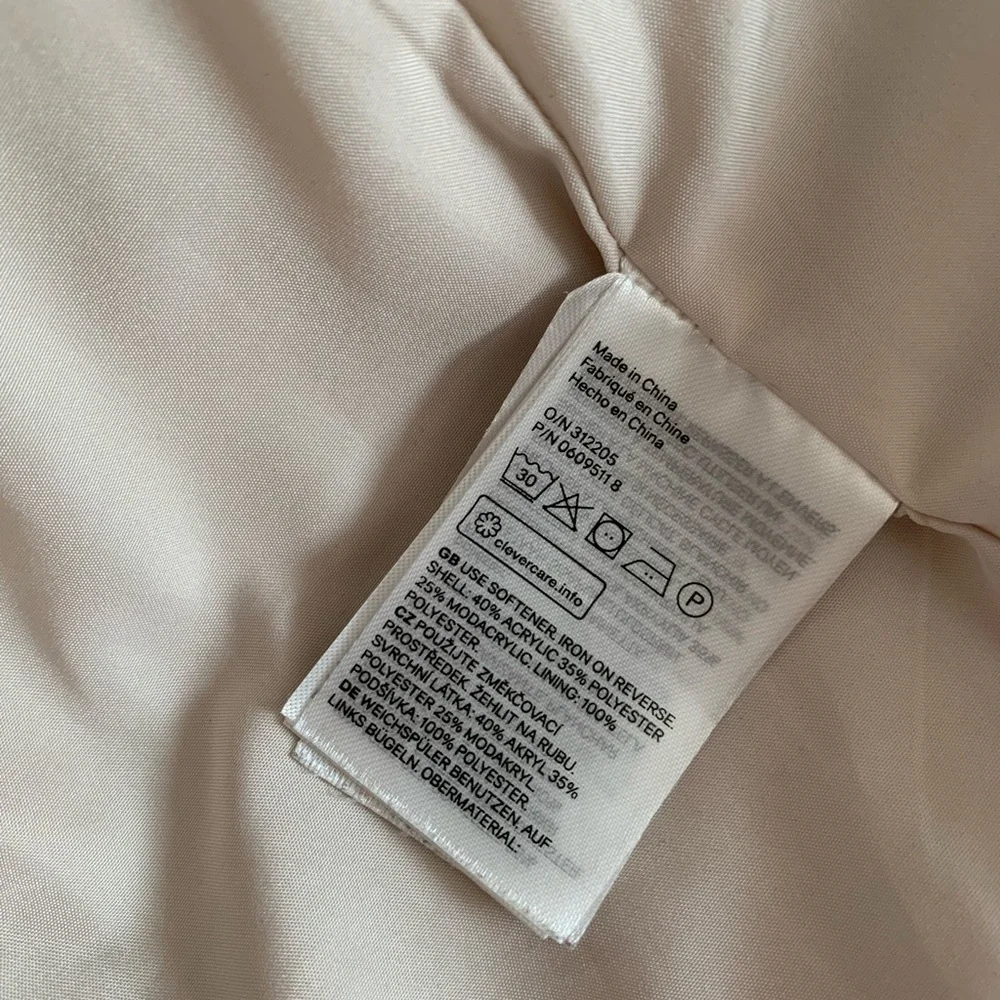 Made in China
Fabriqué en Chine
Hecho en China
O/N 312205
P/N 0609511 8
30
P
clevercare.info
GB USE SOFTENER. IRON ON REVERSE
SHELL: 40% ACRYLIC 35% POLYESTER
25% MODACRYLIC. LINING: 100%
POLYESTER.
CZ POUŽIJTE ZMĚKČOVACÍ
PROSTŘEDEK. ŽEHLIT NA RUBU.
SVRCHNÍ LÁTKA: 40% AKRYL 35%
POLYESTER 25% MODAKRYL.
PODŠÍVKA: 100% POLYESTER.
DE WEICHSPÜLER BENUTZEN. AUF
LINKS BÜGELN. OBERMATERIAL: